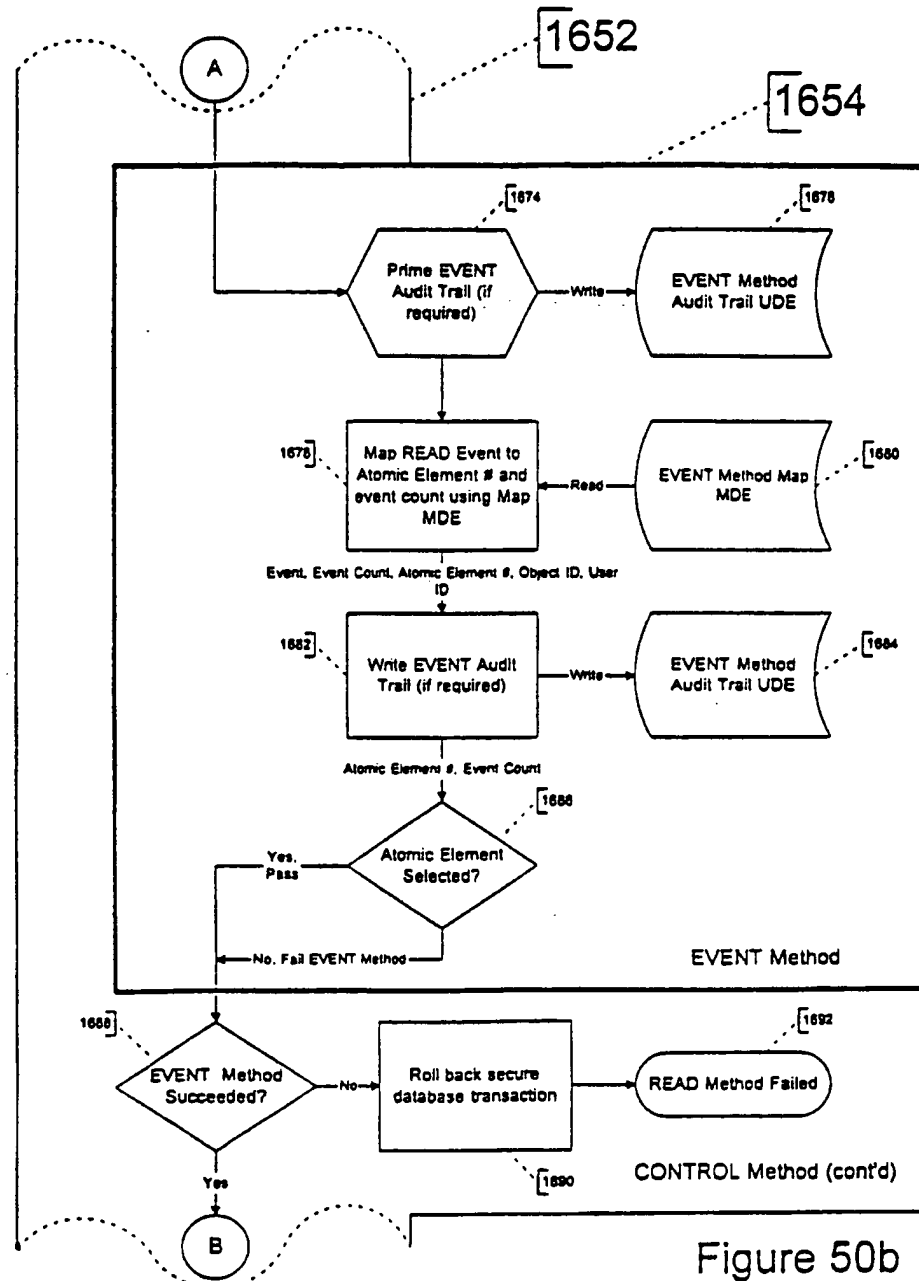 1652
A
1654
1674
1676
Prime EVENT
Audit Trail (if
required)
Write
EVENT Method
Audit Trail UDE
1678
Map READ Event to
Atomic Element # and
event count using Map
MDE
Read
EVENT Method Map
MDE
1680
Event, Event Count, Atomic Element #, Object ID, User
ID
1682
Write EVENT Audit
Trail (if required)
Write
EVENT Method
Audit Trail UDE
1684
Atomic Element #, Event Count
1686
Yes,
Pass
Atomic Element
Selected?
No, Fail EVENT Method
EVENT Method
1688
EVENT Method
Succeeded?
No
Roll back secure
database transaction
1692
READ Method Failed
1690
CONTROL Method (cont'd)
Yes
B
Figure 50b